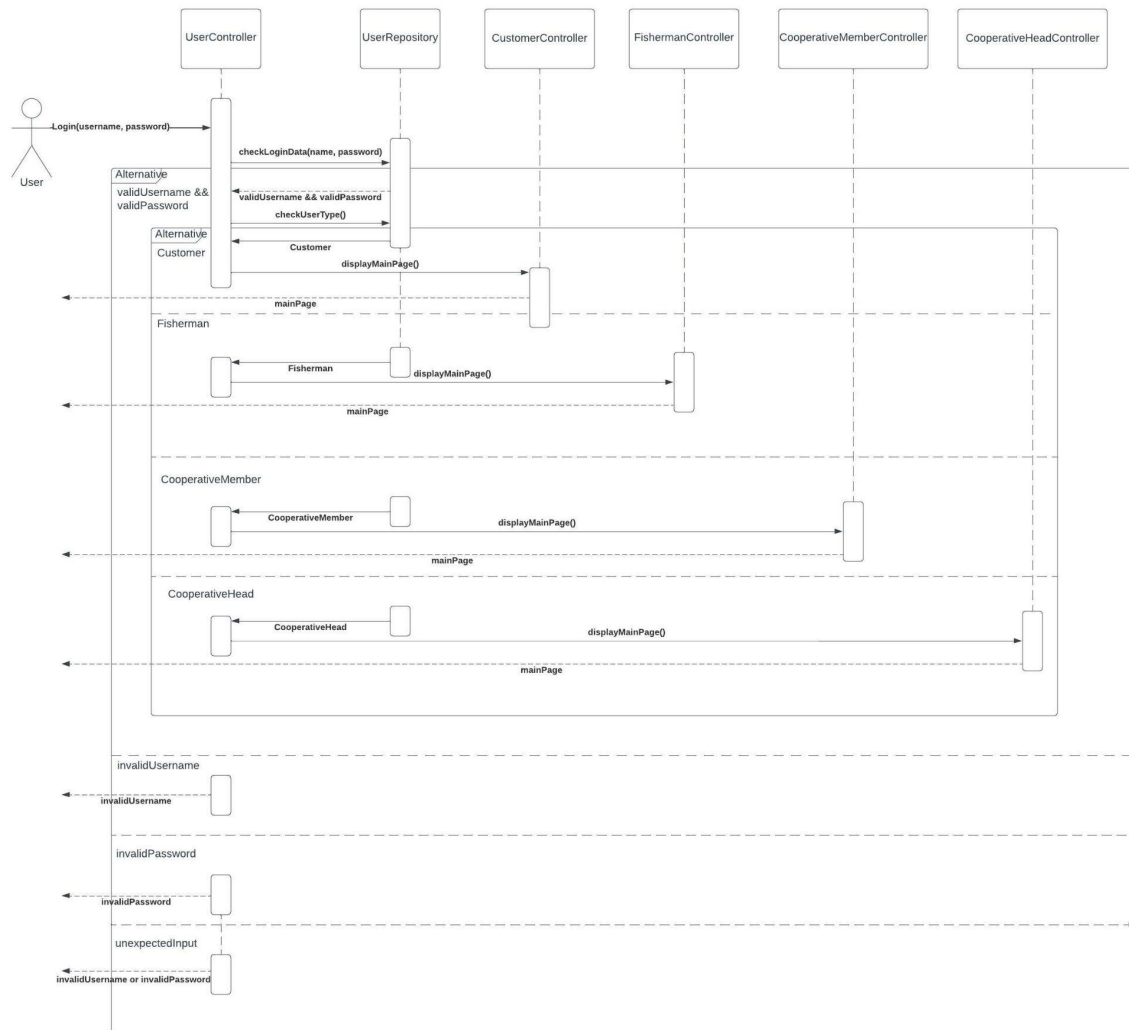 UserController
UserRepository
CustomerController
FishermanController
CooperativeMemberController
CooperativeHeadController
Login(username, password)
User
checkLoginData(name, password)
Alternative
validUsername &&
validPassword
validUsername && validPassword
checkUserType()
Alternative
Customer
Customer
displayMainPage()
mainPage
Fisherman
Fisherman
displayMainPage()
mainPage
CooperativeMember
CooperativeMember
displayMainPage()
mainPage
CooperativeHead
CooperativeHead
displayMainPage()
mainPage
invalidUsername
invalidUsername
invalidPassword
invalidPassword
unexpectedInput
invalidUsername or invalidPassword